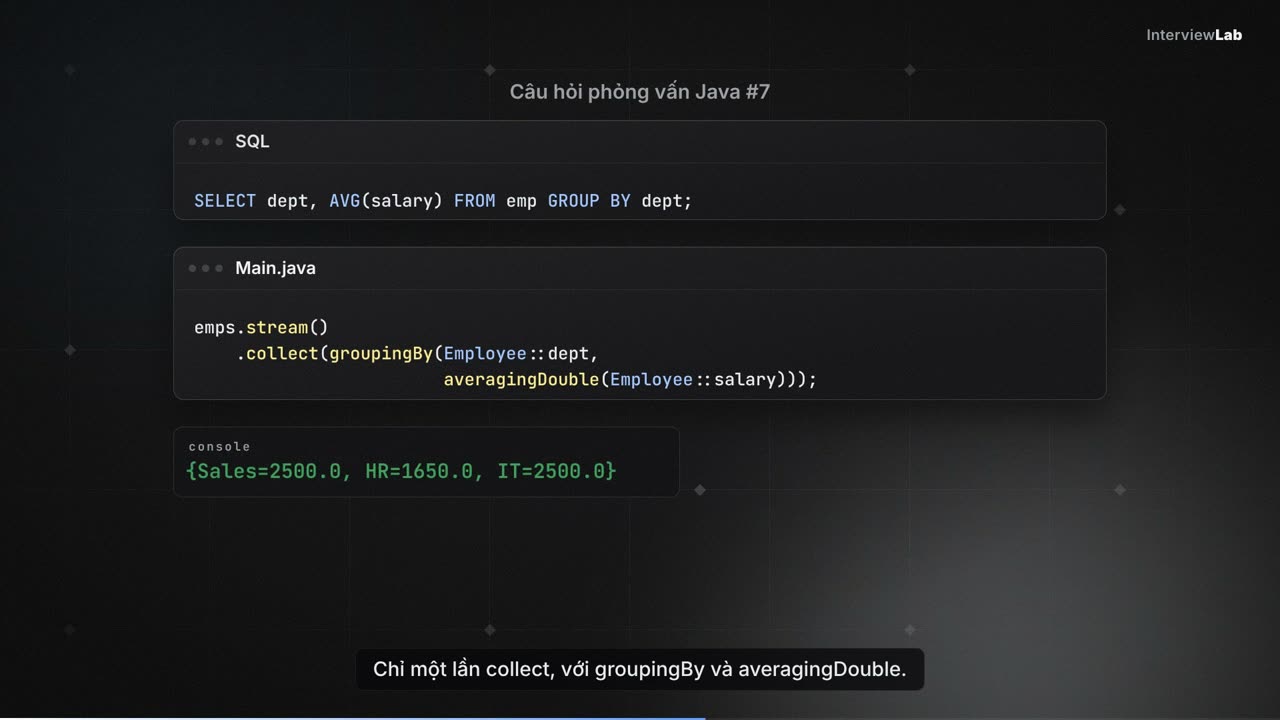 InterviewLab
Câu hỏi phỏng vấn Java #7
SQL
SELECT dept, AVG(salary) FROM emp GROUP BY dept;
Main.java
emps.stream()
    .collect(groupingBy(Employee::dept,
                        averagingDouble(Employee::salary)));
console
{Sales=2500.0, HR=1650.0, IT=2500.0}
Chỉ một lần collect, với groupingBy và averagingDouble.